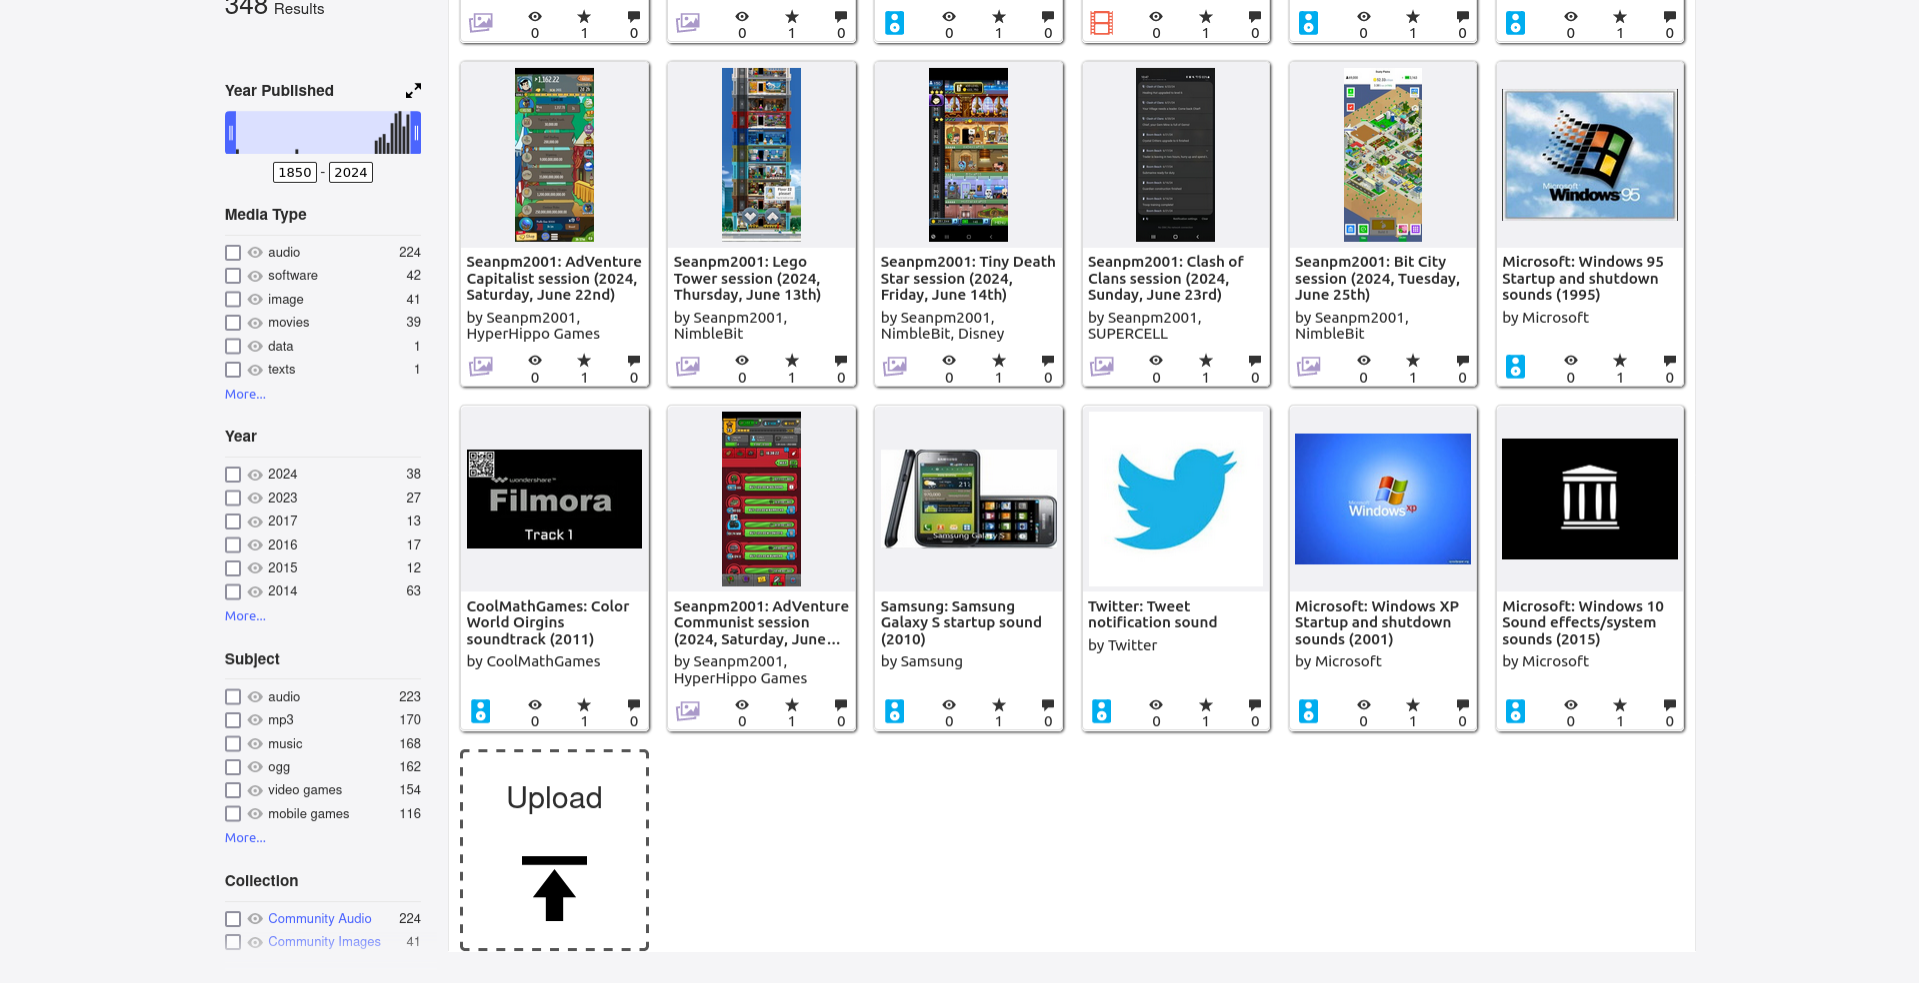 348 Results
0 1 0
0 1 0
0 1 0
0 1 0
0 1 0
0 1 0
Year Published
1850 - 2024
Media Type
audio 224
software 42
image 41
movies 39
data 1
texts 1
More...
Year
2024 38
2023 27
2017 13
2016 17
2015 12
2014 63
More...
Subject
audio 223
mp3 170
music 168
ogg 162
video games 154
mobile games 116
More...
Collection
Community Audio 224
Community Images 41
Seanpm2001: AdVenture
Capitalist session (2024,
Saturday, June 22nd)
by Seanpm2001,
HyperHippo Games
0 1 0
Seanpm2001: Lego
Tower session (2024,
Thursday, June 13th)
by Seanpm2001,
NimbleBit
0 1 0
Seanpm2001: Tiny Death
Star session (2024,
Friday, June 14th)
by Seanpm2001,
NimbleBit, Disney
0 1 0
Seanpm2001: Clash of
Clans session (2024,
Sunday, June 23rd)
by Seanpm2001,
SUPERCELL
0 1 0
Seanpm2001: Bit City
session (2024, Tuesday,
June 25th)
by Seanpm2001,
NimbleBit
0 1 0
Microsoft
Windows 95
Microsoft: Windows 95
Startup and shutdown
sounds (1995)
by Microsoft
0 1 0
wondershare™
Filmora
Track 1
CoolMathGames: Color
World Oirgins
soundtrack (2011)
by CoolMathGames
0 1 0
Seanpm2001: AdVenture
Communist session
(2024, Saturday, June...
by Seanpm2001,
HyperHippo Games
0 1 0
Samsung Galaxy S
Samsung: Samsung
Galaxy S startup sound
(2010)
by Samsung
0 1 0
Twitter: Tweet
notification sound
by Twitter
0 1 0
Microsoft
Windows xp
Microsoft: Windows XP
Startup and shutdown
sounds (2001)
by Microsoft
0 1 0
Microsoft: Windows 10
Sound effects/system
sounds (2015)
by Microsoft
0 1 0
Upload